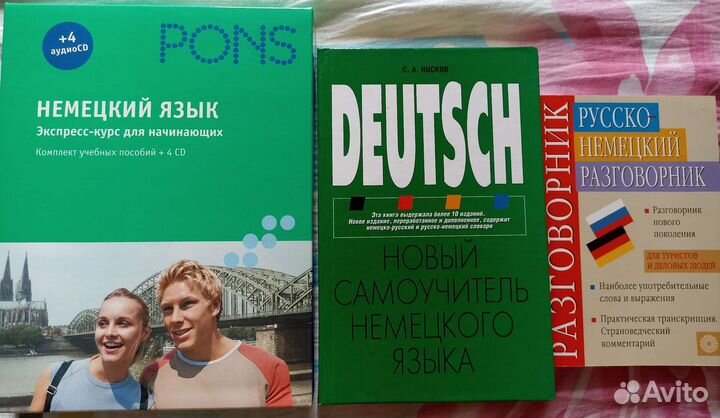 +4
аудиоCD
PONS
НЕМЕЦКИЙ ЯЗЫК
Экспресс-курс для начинающих
Комплект учебных пособий + 4 CD
С. А. НОСКОВ
DEUTSCH
Эта книга выдержала более 10 изданий.
Новое издание, переработанное и дополненное, содержит
немецко-русский и русско-немецкий словари
НОВЫЙ
САМОУЧИТЕЛЬ
НЕМЕЦКОГО
ЯЗЫКА
РАЗГОВОРНИК
РУССКО-
НЕМЕЦКИЙ
РАЗГОВОРНИК
Разговорник
нового
поколения
ДЛЯ ТУРИСТОВ
И ДЕЛОВЫХ ЛЮДЕЙ
Наиболее употребительные
слова и выражения
Практическая транскрипция.
Страноведческий
комментарий
Avito